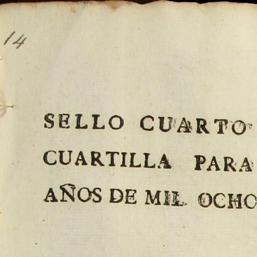 14
SELLO CUARTO
CUARTILLA PARA
AÑOS DE MIL OCHO